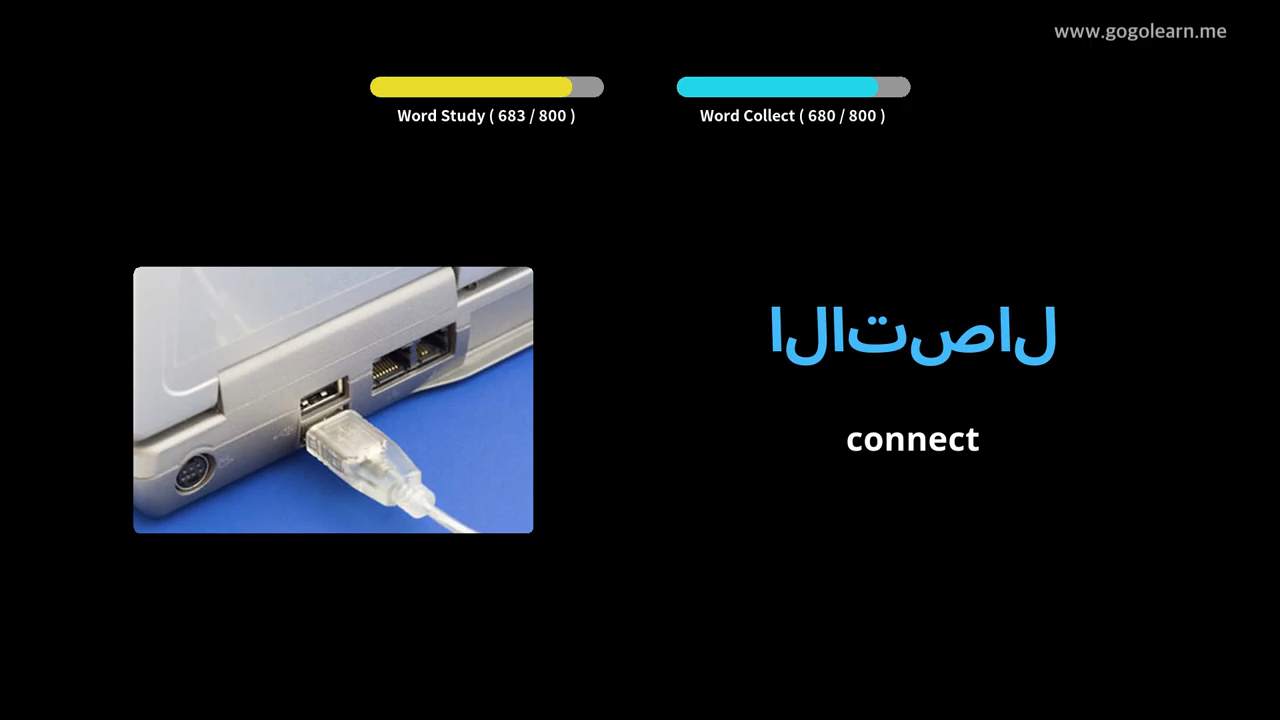 www.gogolearn.me
Word Study ( 683 / 800 )
Word Collect ( 680 / 800 )
الاتصال
connect